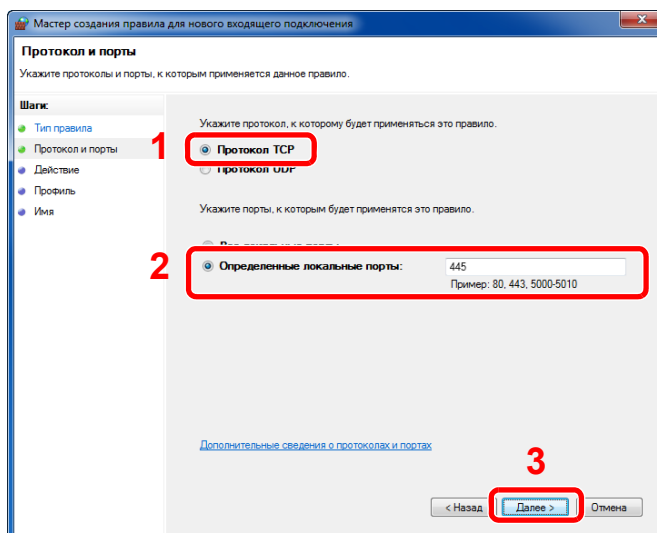 Мастер создания правила для нового входящего подключения
Протокол и порты
Укажите протоколы и порты, к которым применяется данное правило.
Шаги:
Тип правила
Протокол и порты
Действие
Профиль
Имя
Укажите протокол, к которому будет применяться это правило.
1
Протокол TCP
Протокол UDP
Укажите порты, к которым будет применятся это правило.
2
Определенные локальные порты: 445
Пример: 80, 443, 5000-5010
Дополнительные сведения о протоколах и портах
3
< Назад Далее > Отмена